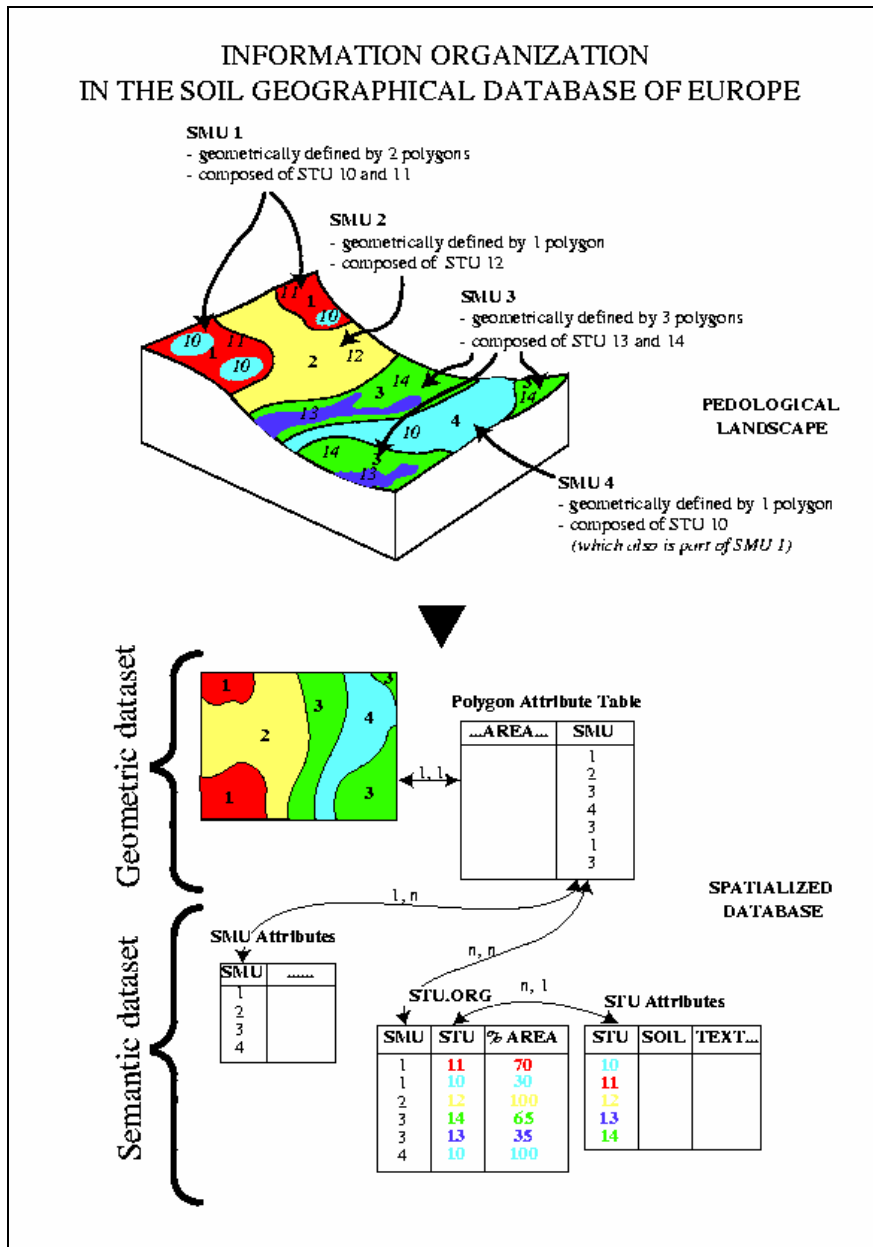 INFORMATION ORGANIZATION
IN THE SOIL GEOGRAPHICAL DATABASE OF EUROPE
SMU 1
- geometrically defined by 2 polygons
- composed of STU 10 and 11
SMU 2
- geometrically defined by 1 polygon
- composed of STU 12
SMU 3
- geometrically defined by 3 polygons
- composed of STU 13 and 14
11
1
10
10
11
1
10
2
12
14
3
13
3
14
4
10
14
3
13
PEDOLOGICAL
LANDSCAPE
SMU 4
- geometrically defined by 1 polygon
- composed of STU 10
(which also is part of SMU 1)
Geometric dataset
1
2
3
4
3
1
3
1, 1
Polygon Attribute Table
...AREA... SMU
1
2
3
4
3
1
3
SPATIALIZED
DATABASE
Semantic dataset
1, n
n, n
n, 1
SMU Attributes
SMU ......
1
2
3
4
STU.ORG
SMU STU % AREA
1 11 70
1 10 30
2 12 100
3 14 65
3 13 35
4 10 100
STU Attributes
STU SOIL TEXT...
10
11
12
13
14